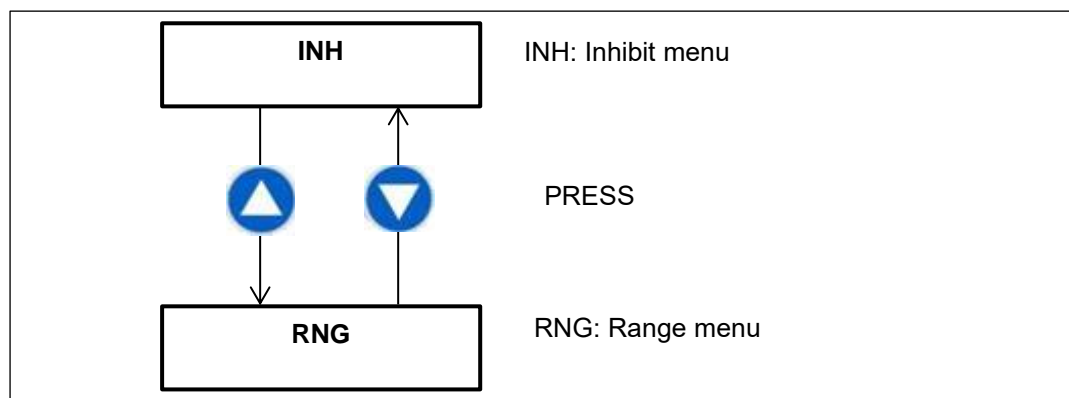 INH
INH: Inhibit menu
PRESS
RNG
RNG: Range menu